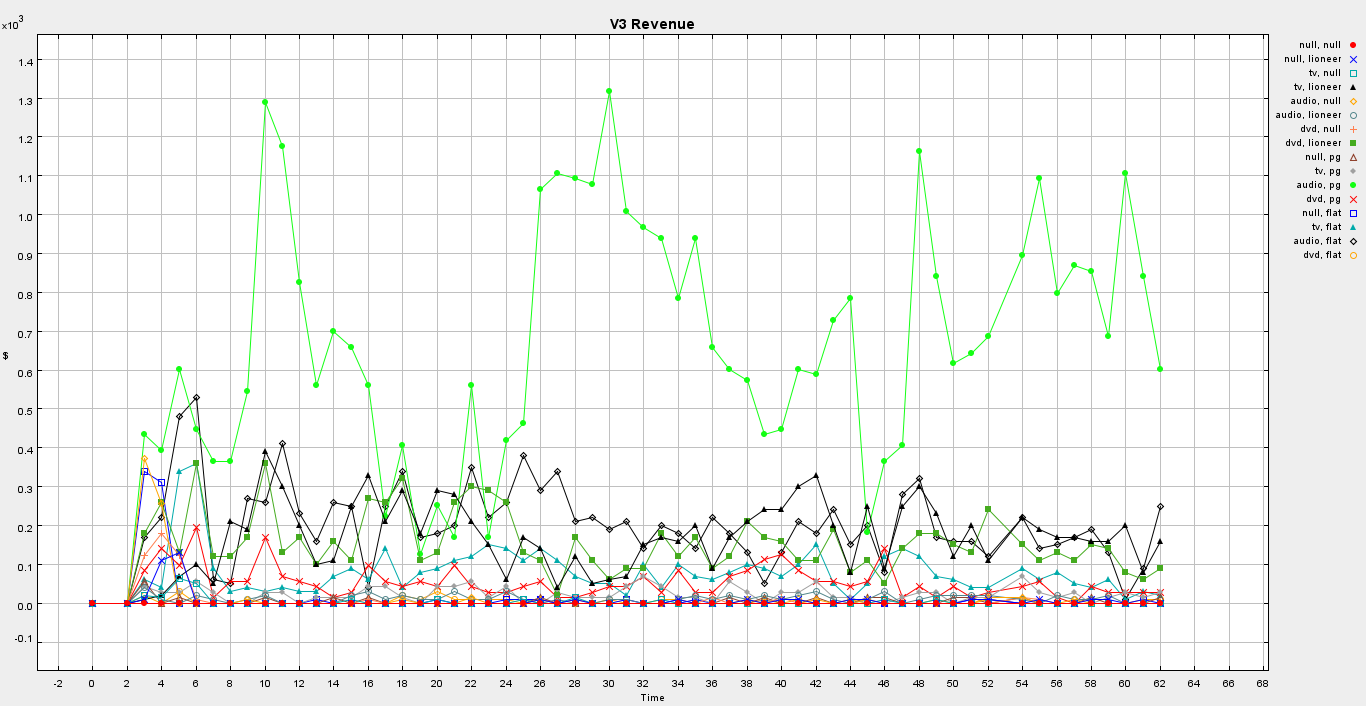 V3 Revenue
×10³
1.4
1.3
1.2
1.1
1.0
0.9
0.8
0.7
0.6
0.5
0.4
0.3
0.2
0.1
0.0
-0.1
$
-2 0 2 4 6 8 10 12 14 16 18 20 22 24 26 28 30 32 34 36 38 40 42 44 46 48 50 52 54 56 58 60 62 64 66 68
Time
null, null
null, lioneer
tv, null
tv, lioneer
audio, null
audio, lioneer
dvd, null
dvd, lioneer
null, pg
tv, pg
audio, pg
dvd, pg
null, flat
tv, flat
audio, flat
dvd, flat